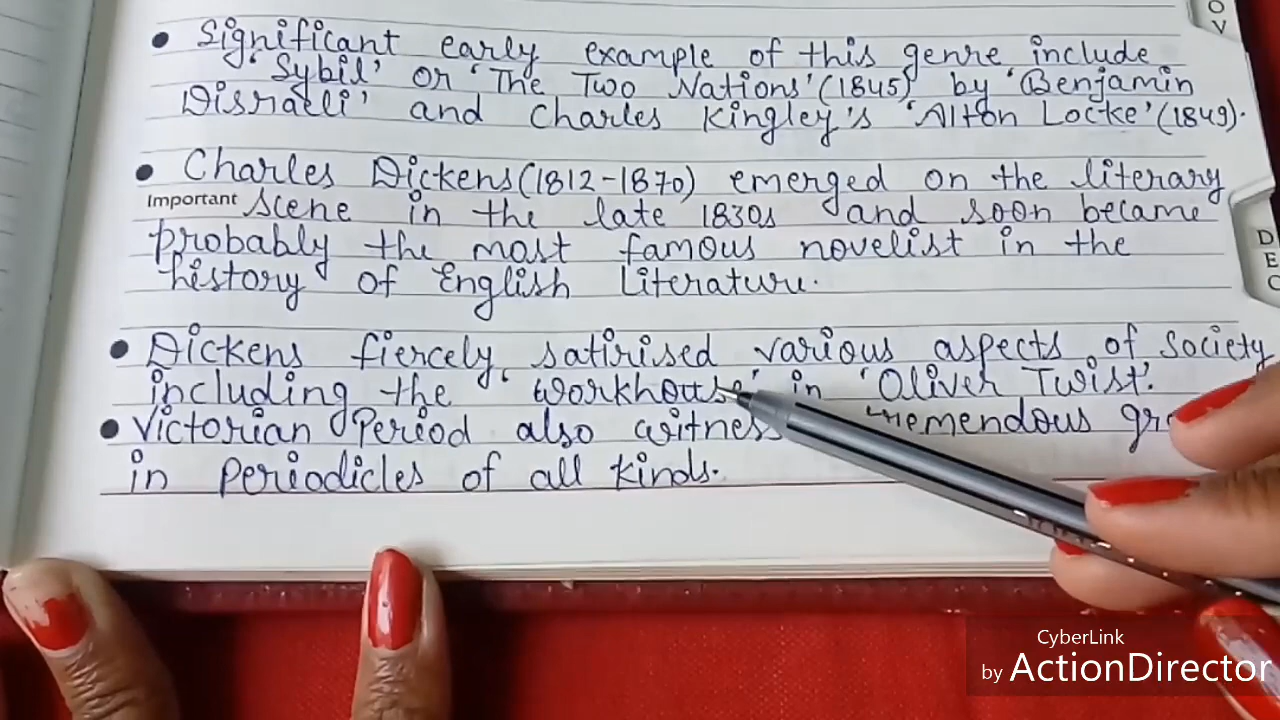 • Significant early example of this genre include
'Sybil' or 'The Two Nations' (1845) by 'Benjamin
Disraeli' and Charles Kingley's 'Alton Locke' (1849).
• Charles Dickens (1812-1870) emerged on the literary
Important scene in the late 1830s and soon became
probably the most famous novelist in the
history of English Literature.
• Dickens fiercely satirised various aspects of Society
including the 'Workhouse' in 'Oliver Twist'.
• Victorian Period also witness tremendous
in periodicles of all kinds.
O
V
D
E
C
CyberLink
by ActionDirector